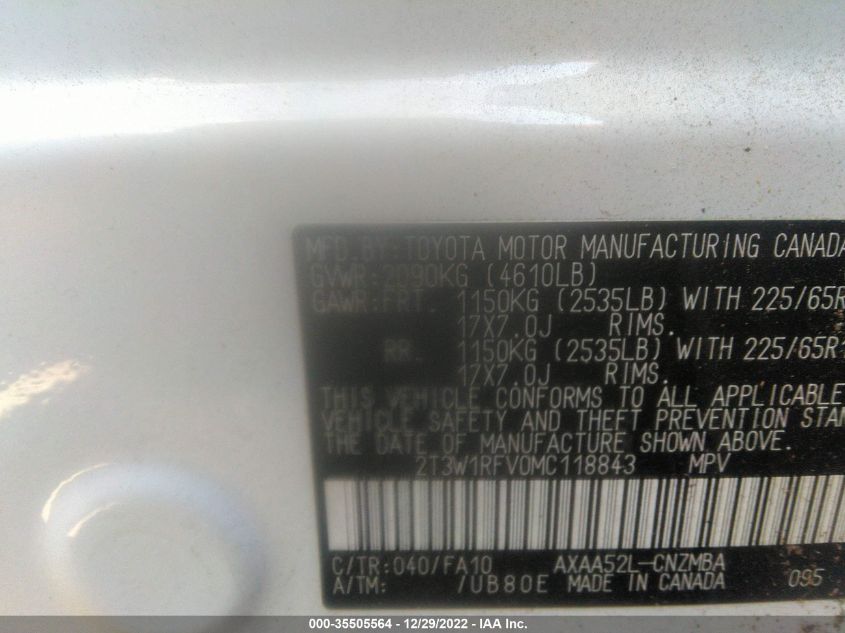 MFD.BY:TOYOTA MOTOR MANUFACTURING CANADA
GVWR:2090KG (4610LB)
GAWR:FRT. 1150KG (2535LB) WITH 225/65R
17X7.0J RIMS.
RR. 1150KG (2535LB) WITH 225/65R1
17X7.0J RIMS.
THIS VEHICLE CONFORMS TO ALL APPLICABLE
VEHICLE SAFETY AND THEFT PREVENTION STAN
THE DATE OF MANUFACTURE SHOWN ABOVE.
2T3W1RFV0MC118843 MPV
C/TR:040/FA10 AXAA52L-CNZMBA
A/TM: /UB80E MADE IN CANADA 095
000-35505564 - 12/29/2022 - IAA Inc.